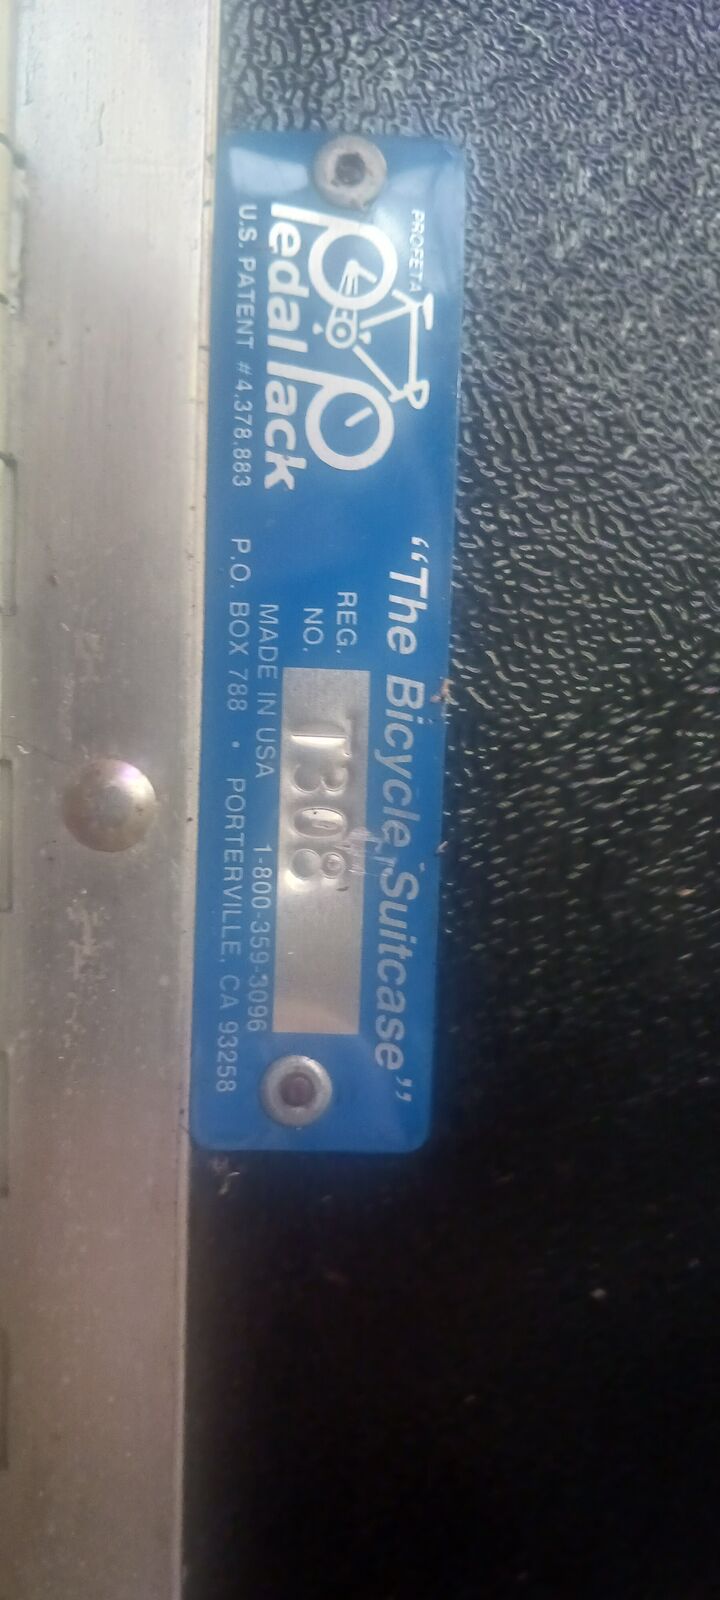 PROFETA
Pedal Pack
U.S. PATENT #4,378,883
“The Bicycle Suitcase”
REG.
NO.
T308
MADE IN USA 1-800-359-3096
P.O. BOX 788 • PORTERVILLE, CA 93258